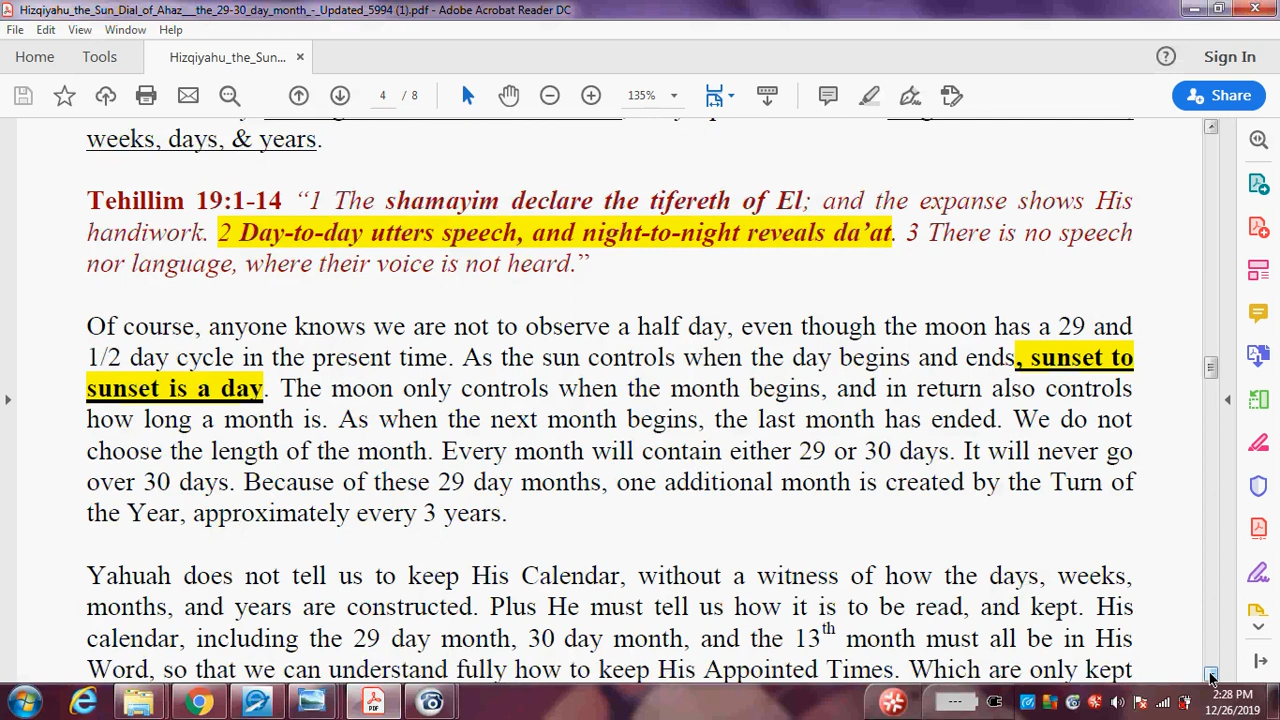 Hizqiyahu_the_Sun_Dial_of_Ahaz___the_29-30_day_month_-_Updated_5994 (1).pdf - Adobe Acrobat Reader DC
File Edit View Window Help
Home Tools Hizqiyahu_the_Sun... × Sign In
4 / 8 135% Share
weeks, days, & years.
Tehillim 19:1-14 “1 The shamayim declare the tifereth of El; and the expanse shows His
handiwork. 2 Day-to-day utters speech, and night-to-night reveals da’at. 3 There is no speech
nor language, where their voice is not heard.”
Of course, anyone knows we are not to observe a half day, even though the moon has a 29 and
1/2 day cycle in the present time. As the sun controls when the day begins and ends, sunset to
sunset is a day. The moon only controls when the month begins, and in return also controls
how long a month is. As when the next month begins, the last month has ended. We do not
choose the length of the month. Every month will contain either 29 or 30 days. It will never go
over 30 days. Because of these 29 day months, one additional month is created by the Turn of
the Year, approximately every 3 years.
Yahuah does not tell us to keep His Calendar, without a witness of how the days, weeks,
months, and years are constructed. Plus He must tell us how it is to be read, and kept. His
calendar, including the 29 day month, 30 day month, and the 13th month must all be in His
Word, so that we can understand fully how to keep His Appointed Times. Which are only kept
2:28 PM
12/26/2019